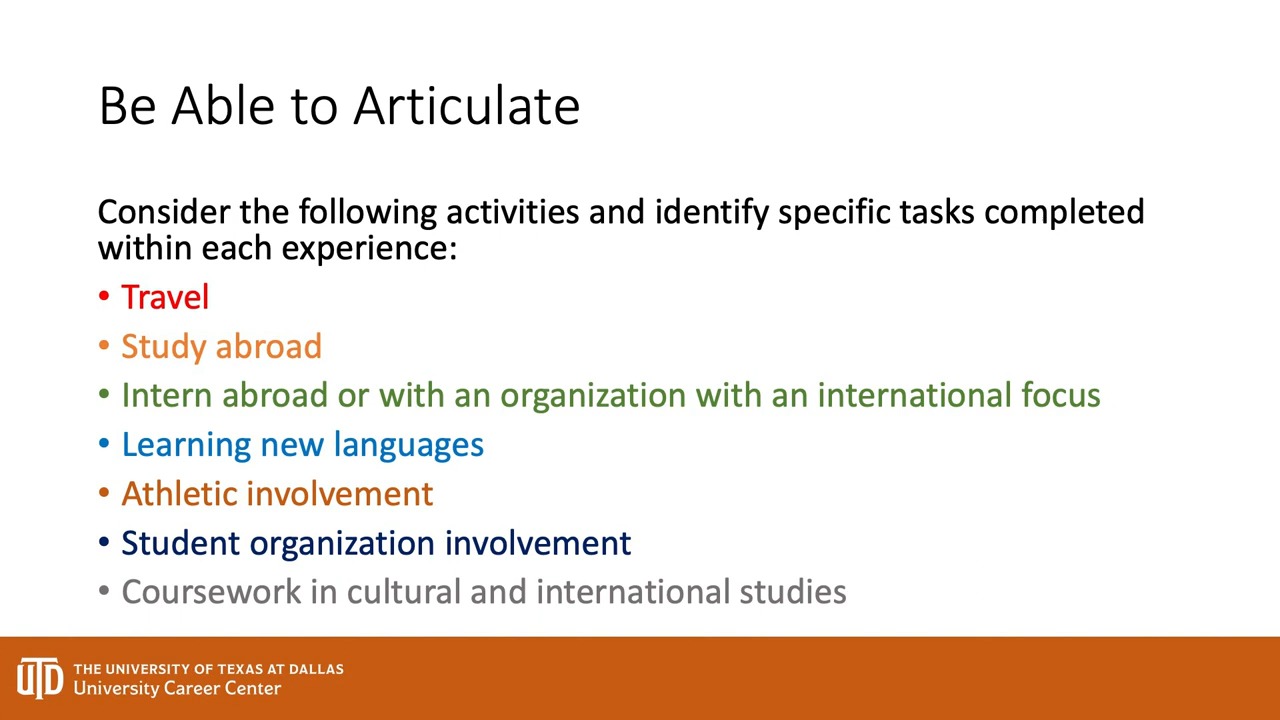 Be Able to Articulate
Consider the following activities and identify specific tasks completed
within each experience:
• Travel
• Study abroad
• Intern abroad or with an organization with an international focus
• Learning new languages
• Athletic involvement
• Student organization involvement
• Coursework in cultural and international studies
UTD
THE UNIVERSITY OF TEXAS AT DALLAS
University Career Center